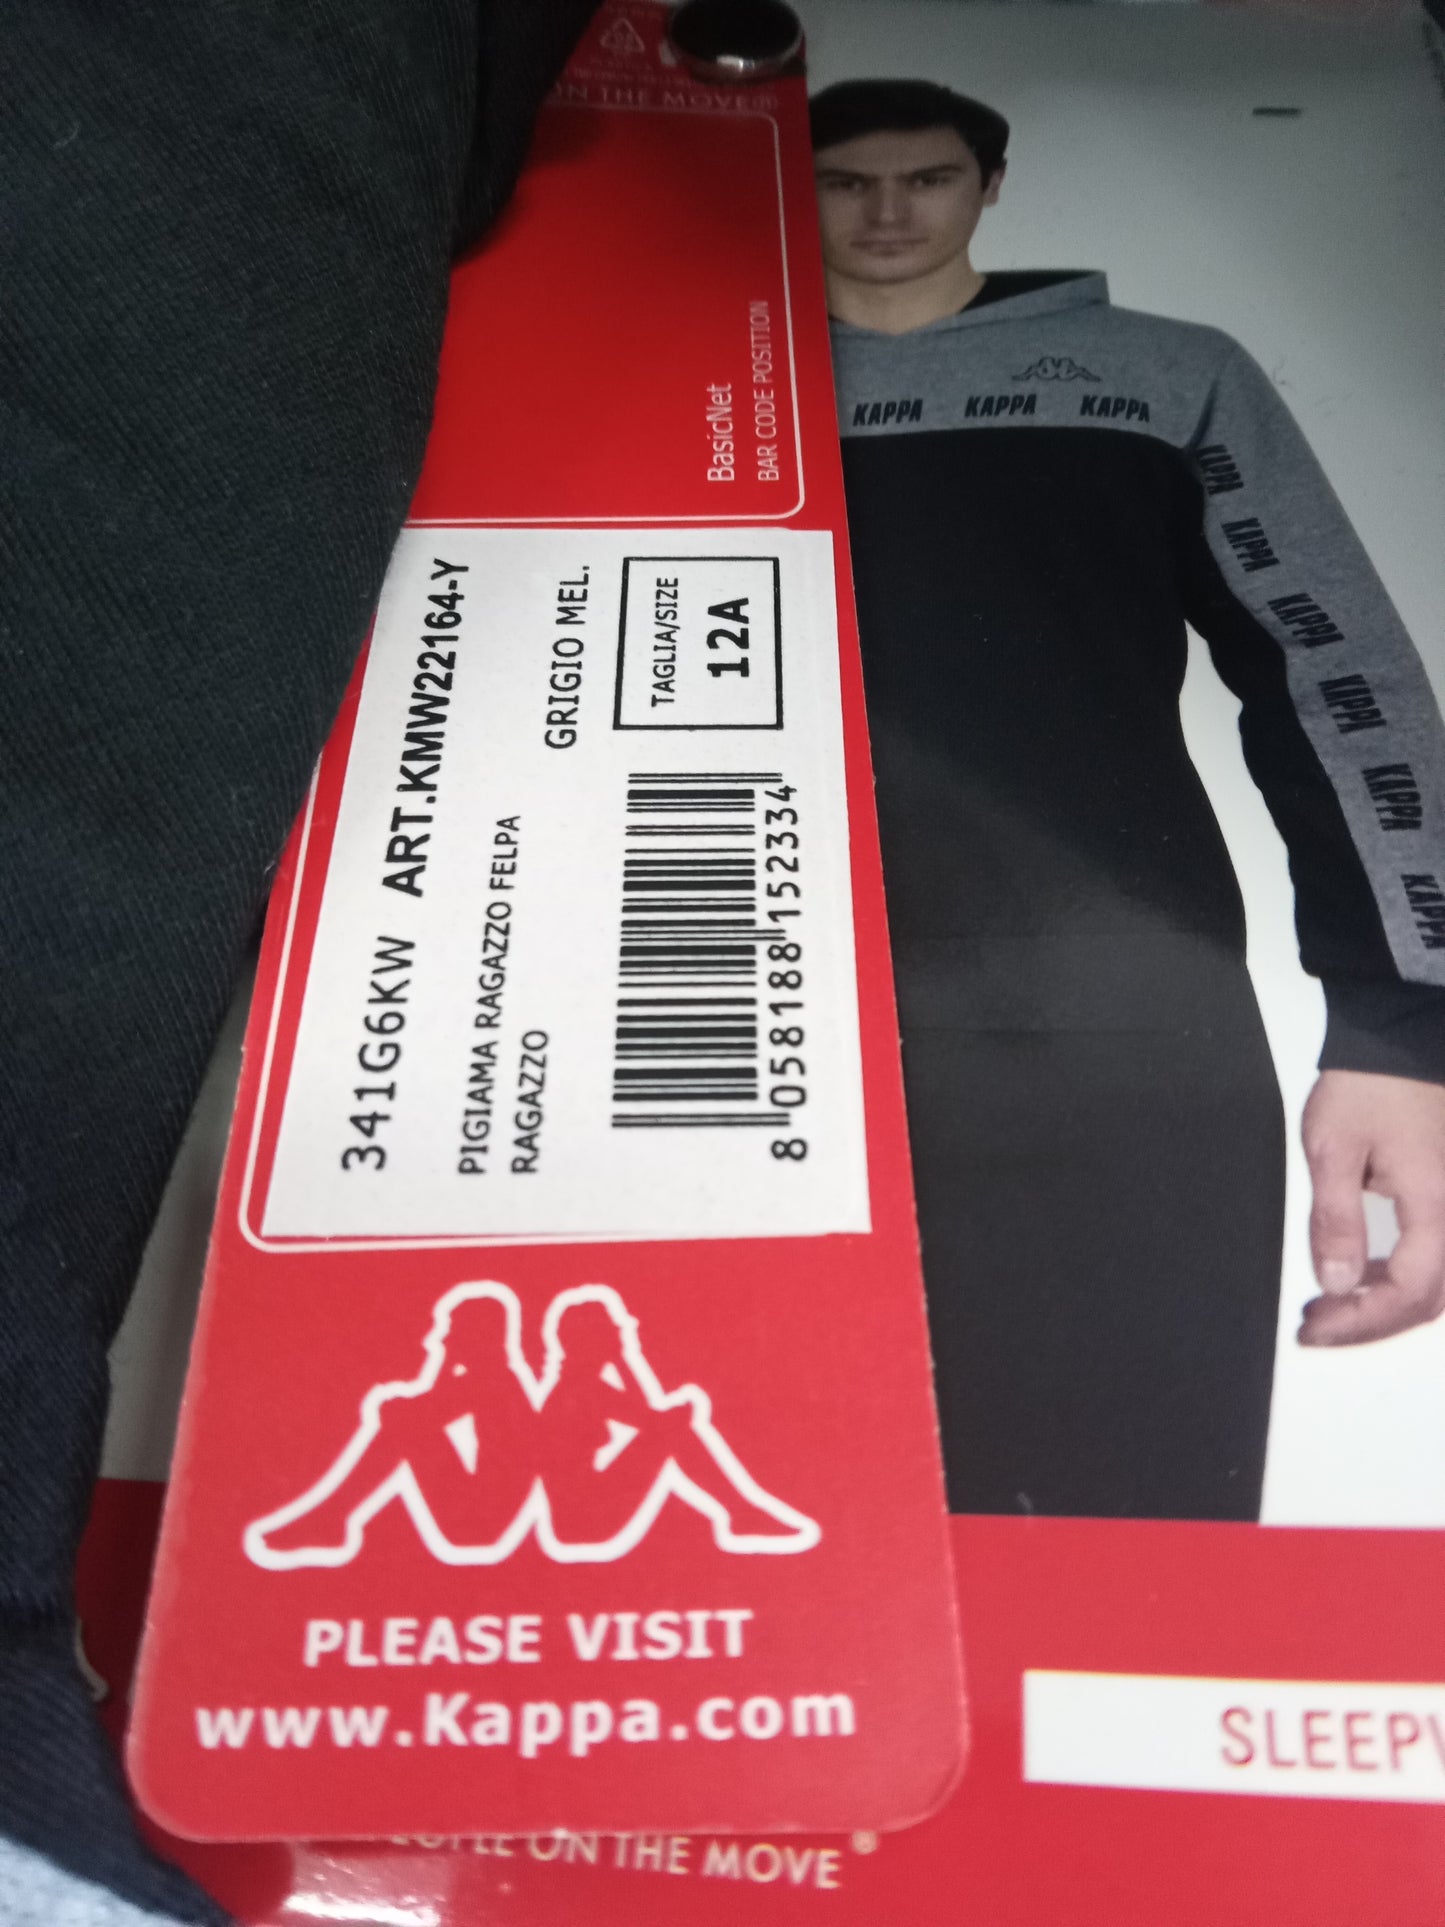 ON THE MOVE®
BasicNet
BAR CODE POSITION
341G6KW ART.KMW22164-Y
PIGIAMA RAGAZZO FELPA
RAGAZZO
GRIGIO MEL.
TAGLIA/SIZE
12A
8 058188 152334
PLEASE VISIT
www.Kappa.com
ON THE MOVE®
KAPPA KAPPA KAPPA
KAPPA
KAPPA
KAPPA
KAPPA
KAPPA
KAPPA
SLEEP